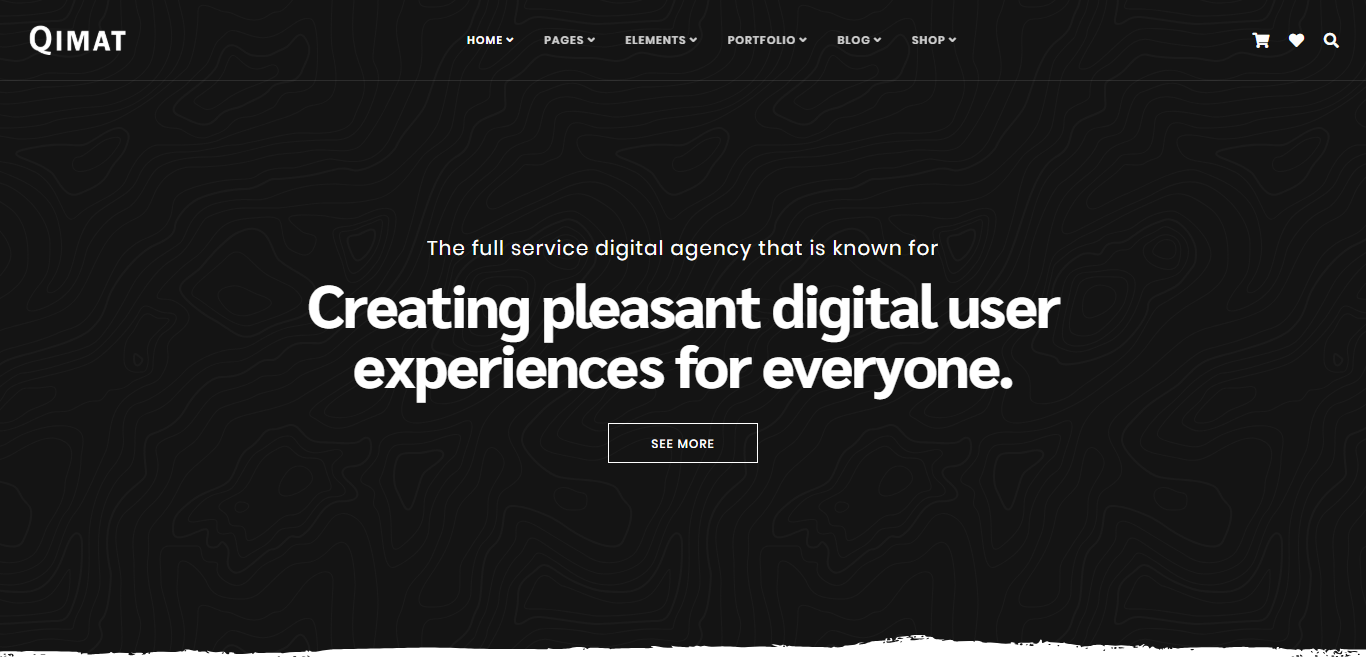 QIMAT
HOME PAGES ELEMENTS PORTFOLIO BLOG SHOP
The full service digital agency that is known for
Creating pleasant digital user
experiences for everyone.
SEE MORE